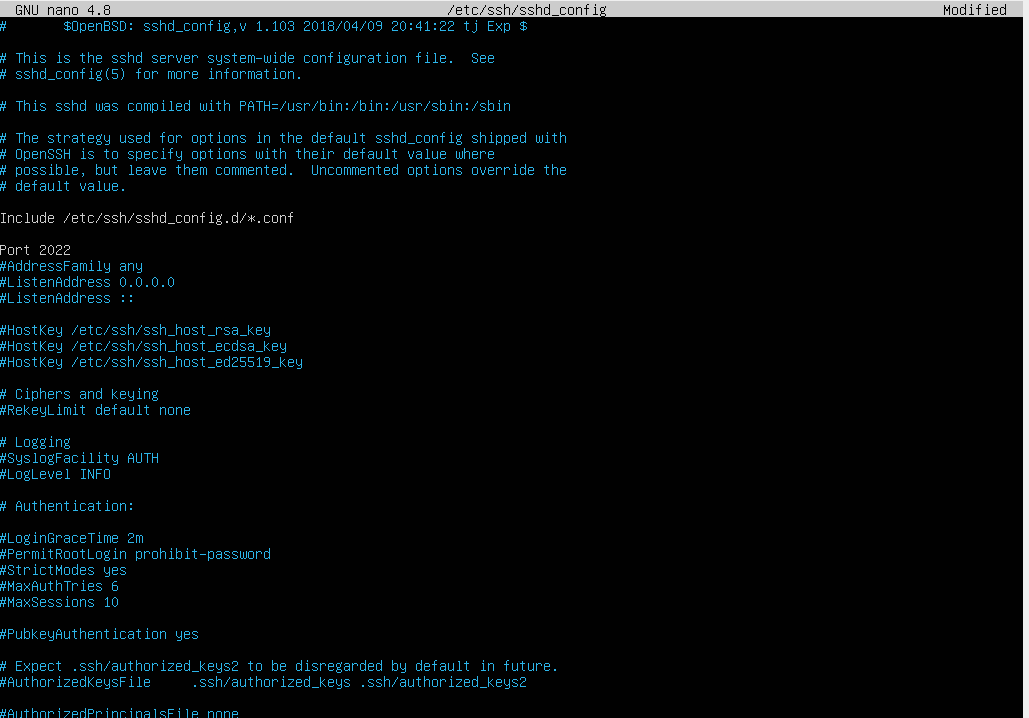 GNU nano 4.8 /etc/ssh/sshd_config Modified
# $OpenBSD: sshd_config,v 1.103 2018/04/09 20:41:22 tj Exp $
# This is the sshd server system-wide configuration file. See
# sshd_config(5) for more information.
# This sshd was compiled with PATH=/usr/bin:/bin:/usr/sbin:/sbin
# The strategy used for options in the default sshd_config shipped with
# OpenSSH is to specify options with their default value where
# possible, but leave them commented. Uncommented options override the
# default value.
Include /etc/ssh/sshd_config.d/*.conf
Port 2022
#AddressFamily any
#ListenAddress 0.0.0.0
#ListenAddress ::
#HostKey /etc/ssh/ssh_host_rsa_key
#HostKey /etc/ssh/ssh_host_ecdsa_key
#HostKey /etc/ssh/ssh_host_ed25519_key
# Ciphers and keying
#RekeyLimit default none
# Logging
#SyslogFacility AUTH
#LogLevel INFO
# Authentication:
#LoginGraceTime 2m
#PermitRootLogin prohibit-password
#StrictModes yes
#MaxAuthTries 6
#MaxSessions 10
#PubkeyAuthentication yes
# Expect .ssh/authorized_keys2 to be disregarded by default in future.
#AuthorizedKeysFile .ssh/authorized_keys .ssh/authorized_keys2
#AuthorizedPrincipalsFile none